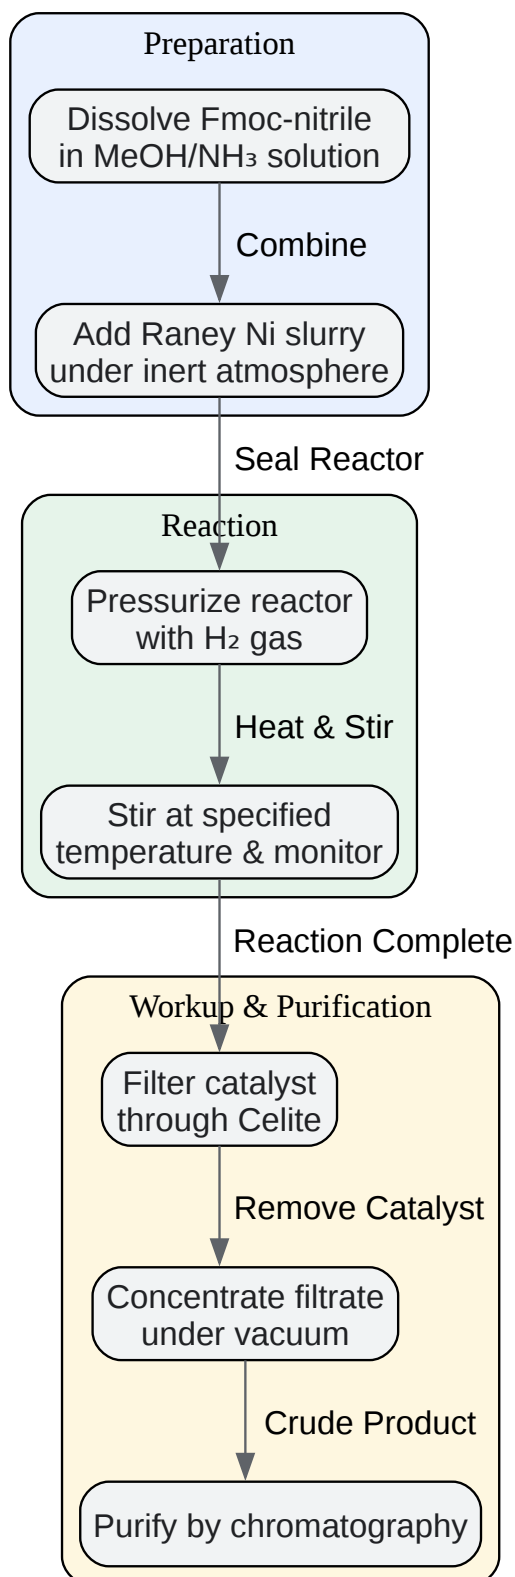 Preparation
Dissolve Fmoc-nitrile
in MeOH/NH₃ solution
Combine
Add Raney Ni slurry
under inert atmosphere
Seal Reactor
Reaction
Pressurize reactor
with H₂ gas
Heat & Stir
Stir at specified
temperature & monitor
Reaction Complete
Workup & Purification
Filter catalyst
through Celite
Remove Catalyst
Concentrate filtrate
under vacuum
Crude Product
Purify by chromatography